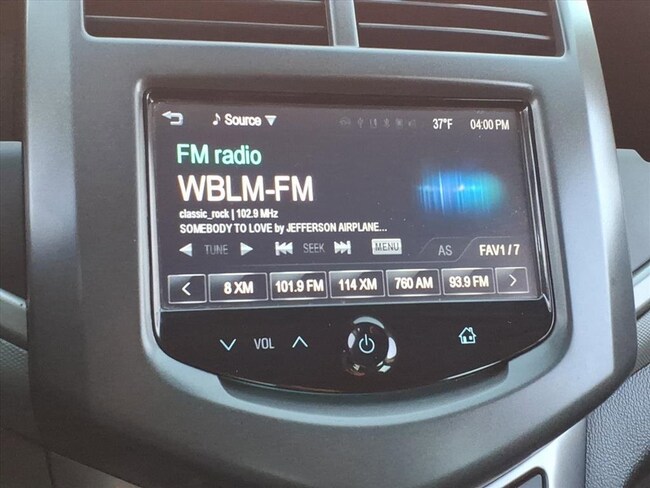 ♪ Source ▼ 37°F 04:00 PM
FM radio
WBLM-FM
classic_rock | 102.9 MHz
SOMEBODY TO LOVE by JEFFERSON AIRPLANE...
◀ TUNE ▶ SEEK MENU AS FAV1 / 7
< 8 XM 101.9 FM 114 XM 760 AM 93.9 FM >
VOL